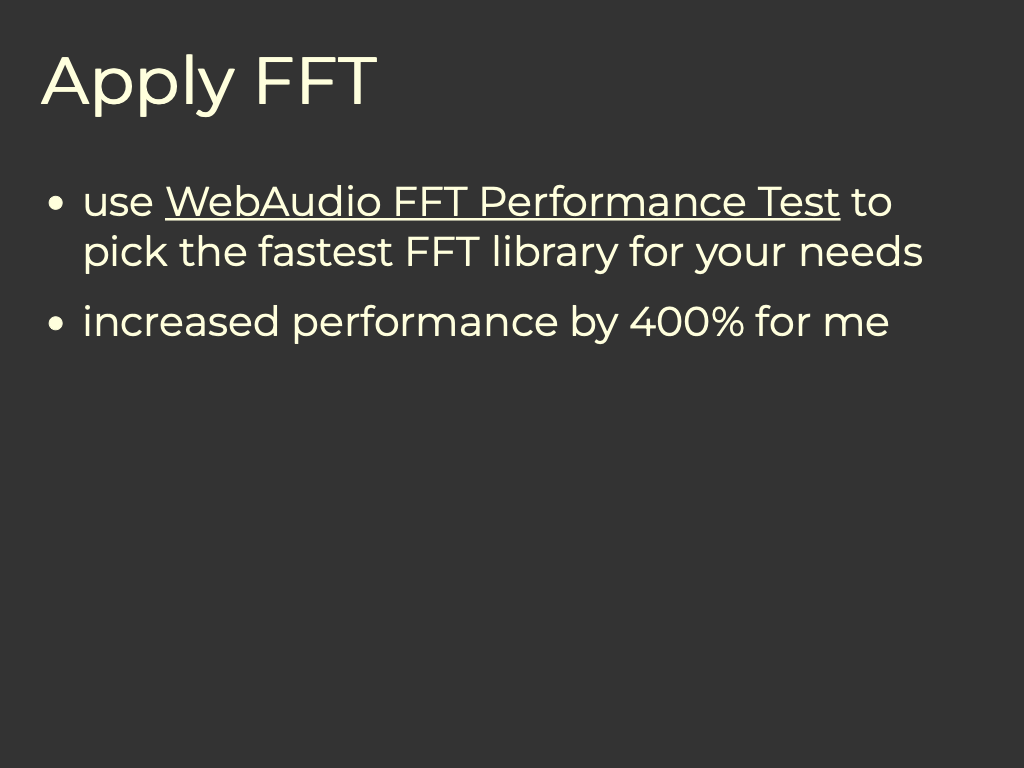 Apply FFT
• use WebAudio FFT Performance Test to
pick the fastest FFT library for your needs
• increased performance by 400% for me